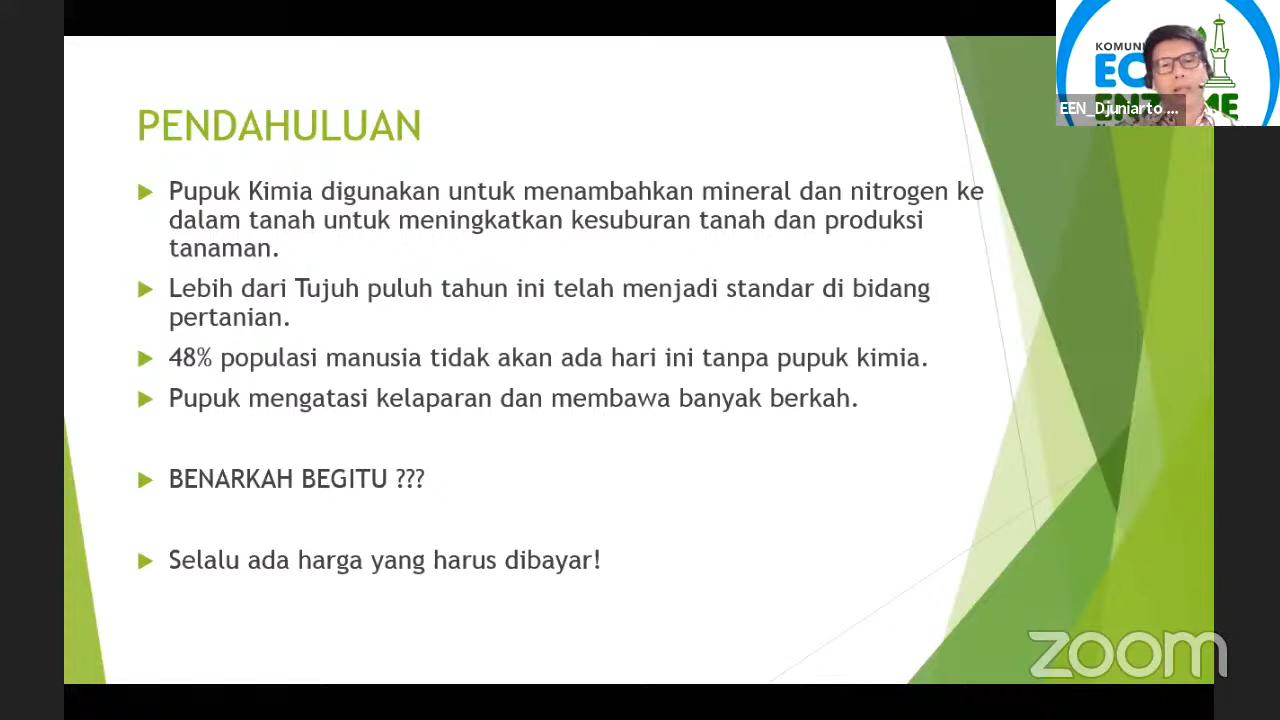 PENDAHULUAN
Pupuk Kimia digunakan untuk menambahkan mineral dan nitrogen ke
dalam tanah untuk meningkatkan kesuburan tanah dan produksi
tanaman.
Lebih dari Tujuh puluh tahun ini telah menjadi standar di bidang
pertanian.
48% populasi manusia tidak akan ada hari ini tanpa pupuk kimia.
Pupuk mengatasi kelaparan dan membawa banyak berkah.
BENARKAH BEGITU ???
Selalu ada harga yang harus dibayar!
EEN_Djuniarto ...
zoom